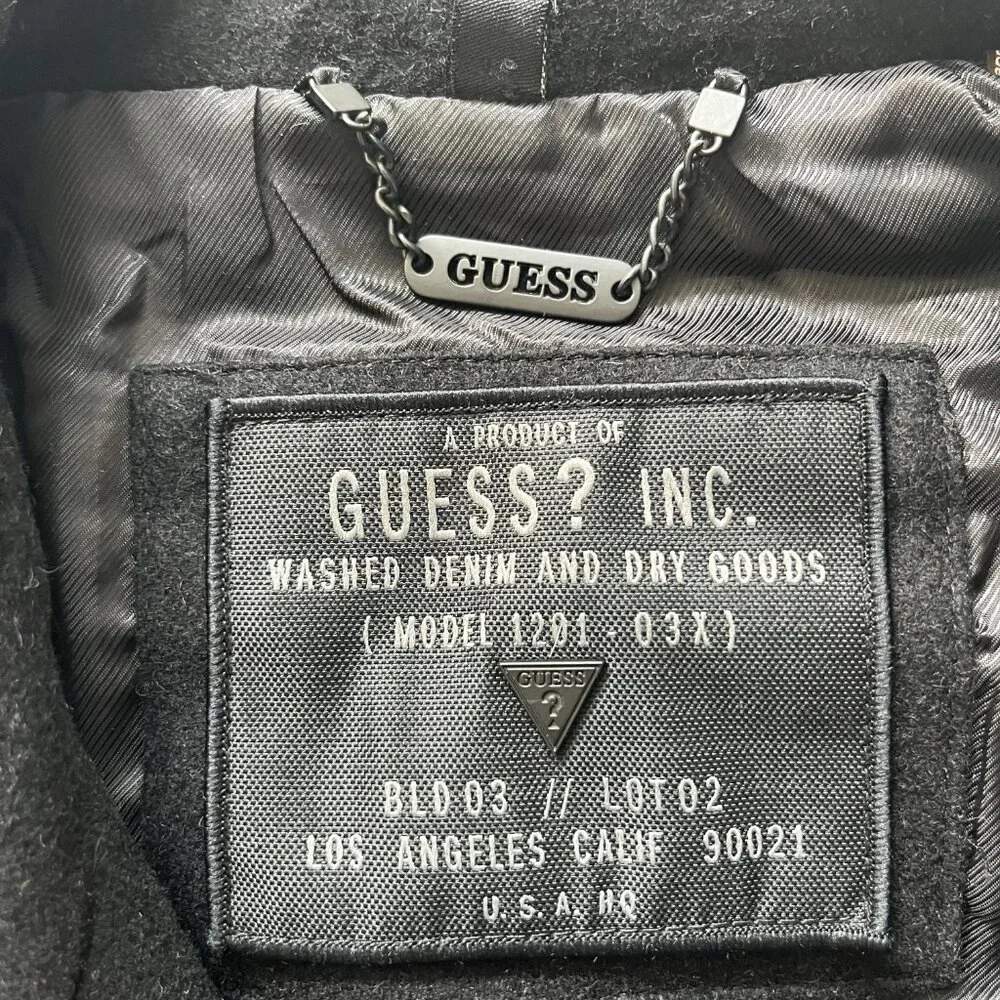 GUESS
A PRODUCT OF
GUESS? INC.
WASHED DENIM AND DRY GOODS
( MODEL 1201 - 03X )
GUESS
?
BLD 03 // LOT 02
LOS ANGELES CALIF 90021
U.S.A. HQ